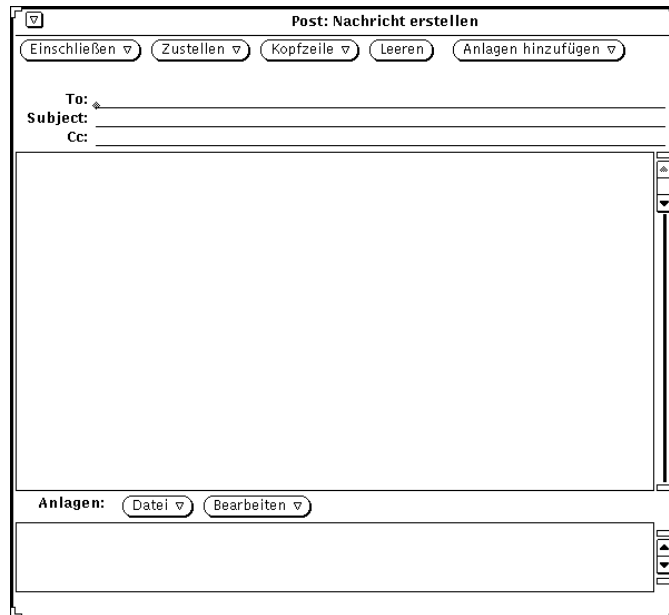 Post: Nachricht erstellen
Einschließen Zustellen Kopfzeile Leeren Anlagen hinzufügen
To:
Subject:
Cc:
Anlagen: Datei Bearbeiten